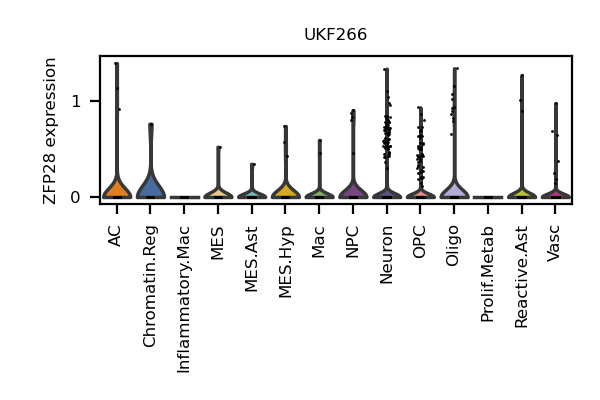 UKF266
ZFP28 expression
1
0
AC
Chromatin.Reg
Inflammatory.Mac
MES
MES.Ast
MES.Hyp
Mac
NPC
Neuron
OPC
Oligo
Prolif.Metab
Reactive.Ast
Vasc